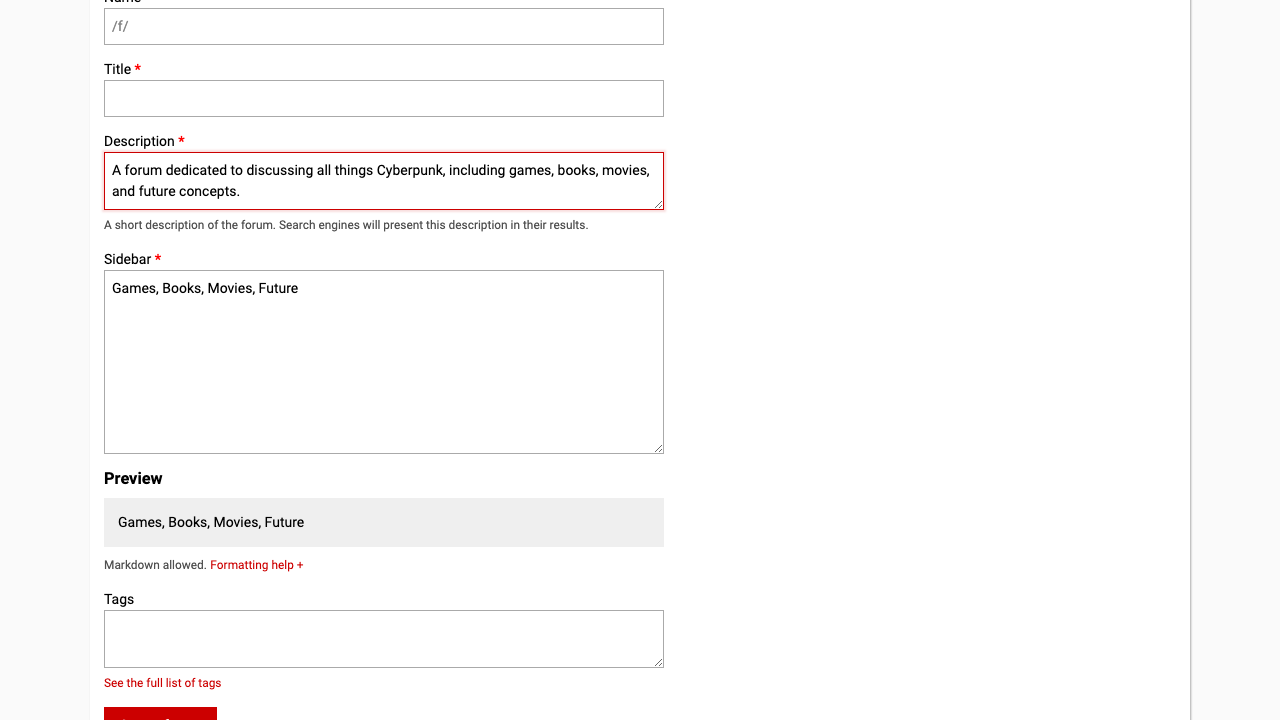 /f/
Title *
Description *
A forum dedicated to discussing all things Cyberpunk, including games, books, movies,
and future concepts.
A short description of the forum. Search engines will present this description in their results.
Sidebar *
Games, Books, Movies, Future
Preview
Games, Books, Movies, Future
Markdown allowed. Formatting help +
Tags
See the full list of tags